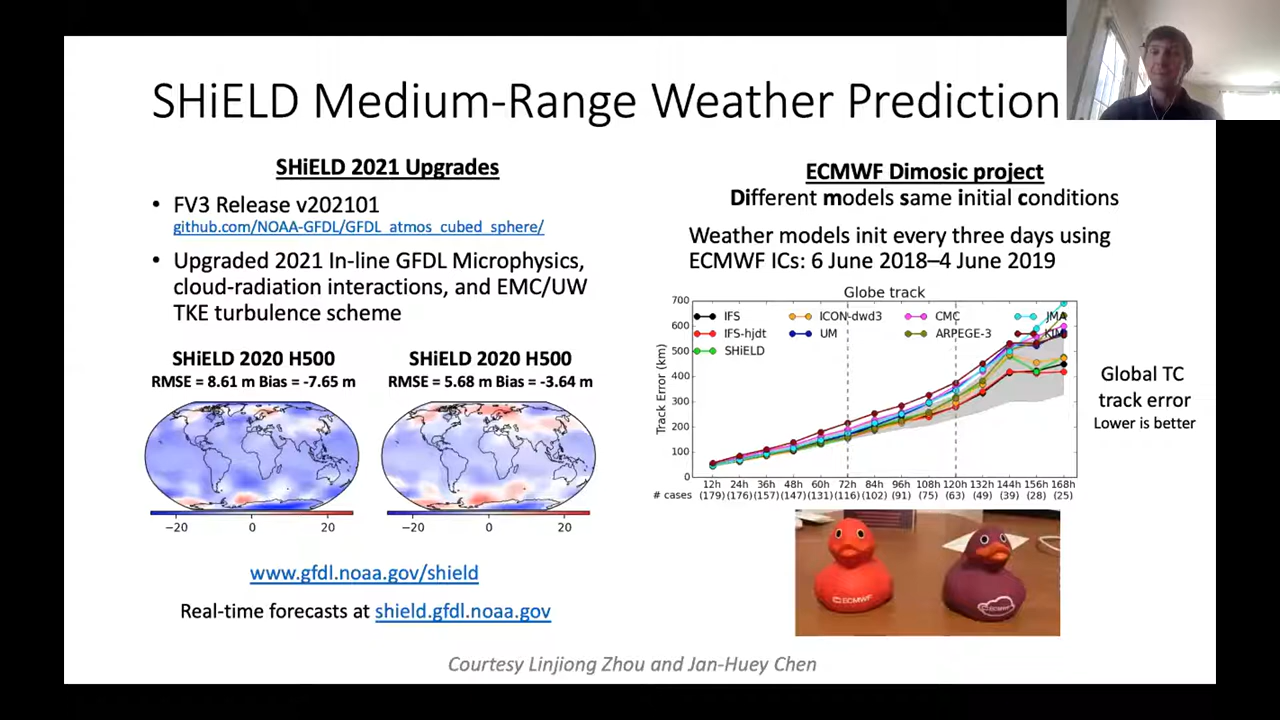 SHiELD Medium-Range Weather Prediction
SHiELD 2021 Upgrades
• FV3 Release v202101
github.com/NOAA-GFDL/GFDL_atmos_cubed_sphere/
• Upgraded 2021 In-line GFDL Microphysics,
cloud-radiation interactions, and EMC/UW
TKE turbulence scheme
SHiELD 2020 H500
RMSE = 8.61 m Bias = -7.65 m
−20 0 20
SHiELD 2020 H500
RMSE = 5.68 m Bias = -3.64 m
−20 0 20
www.gfdl.noaa.gov/shield
Real-time forecasts at shield.gfdl.noaa.gov
ECMWF Dimosic project
Different models same initial conditions
Weather models init every three days using
ECMWF ICs: 6 June 2018–4 June 2019
Globe track
Track Error (km)
700
600
500
400
300
200
100
0
IFS ICON-dwd3 CMC JMA
IFS-hjdt UM ARPEGE-3 KIM
SHiELD
12h 24h 36h 48h 60h 72h 84h 96h 108h 120h 132h 144h 156h 168h
# cases (179) (176) (157) (147) (131) (116) (102) (91) (75) (63) (49) (39) (28) (25)
Global TC
track error
Lower is better
ECMWF
ECMWF
Courtesy Linjiong Zhou and Jan-Huey Chen